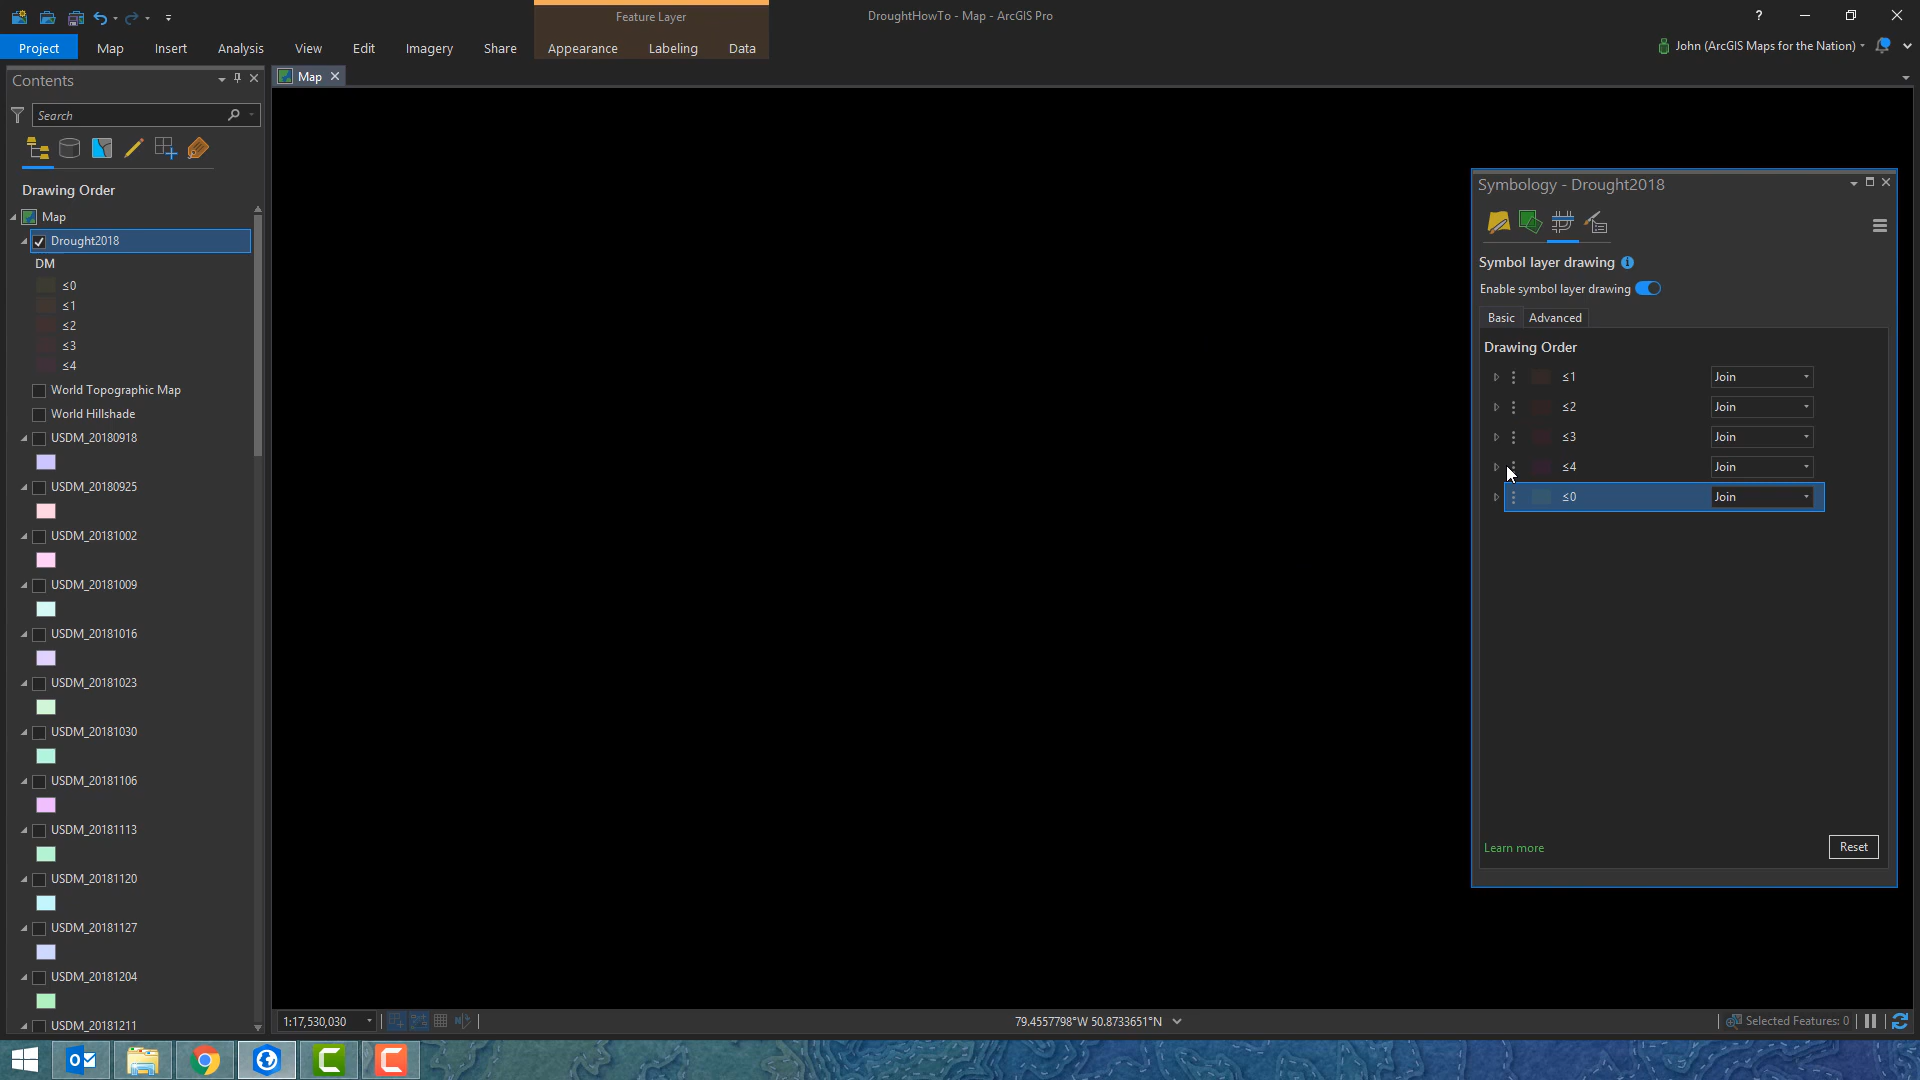 Feature Layer
DroughtHowTo - Map - ArcGIS Pro
?
Project
Map
Insert
Analysis
View
Edit
Imagery
Share
Appearance
Labeling
Data
John (ArcGIS Maps for the Nation)
Contents
Map
Search
Drawing Order
Map
Drought2018
DM
≤0
≤1
≤2
≤3
≤4
World Topographic Map
World Hillshade
USDM_20180918
USDM_20180925
USDM_20181002
USDM_20181009
USDM_20181016
USDM_20181023
USDM_20181030
USDM_20181106
USDM_20181113
USDM_20181120
USDM_20181127
USDM_20181204
USDM_20181211
Symbology - Drought2018
Symbol layer drawing
Enable symbol layer drawing
Basic
Advanced
Drawing Order
≤1 Join
≤2 Join
≤3 Join
≤4 Join
≤0 Join
Learn more
Reset
1:17,530,030
79.4557798°W 50.8733651°N
Selected Features: 0